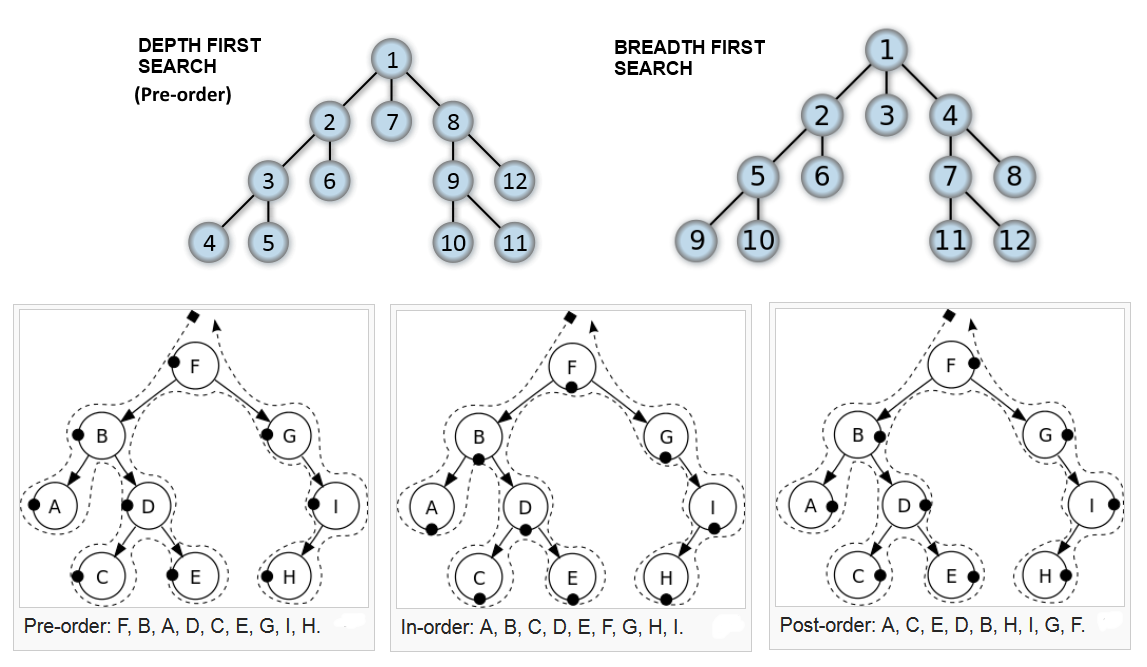 DEPTH FIRST
SEARCH
(Pre-order)
1
2 7 8
3 6 9 12
4 5 10 11
BREADTH FIRST
SEARCH
1
2 3 4
5 6 7 8
9 10 11 12
F
B G
A D I
C E H
Pre-order: F, B, A, D, C, E, G, I, H.
F
B G
A D I
C E H
In-order: A, B, C, D, E, F, G, H, I.
F
B G
A D I
C E H
Post-order: A, C, E, D, B, H, I, G, F.